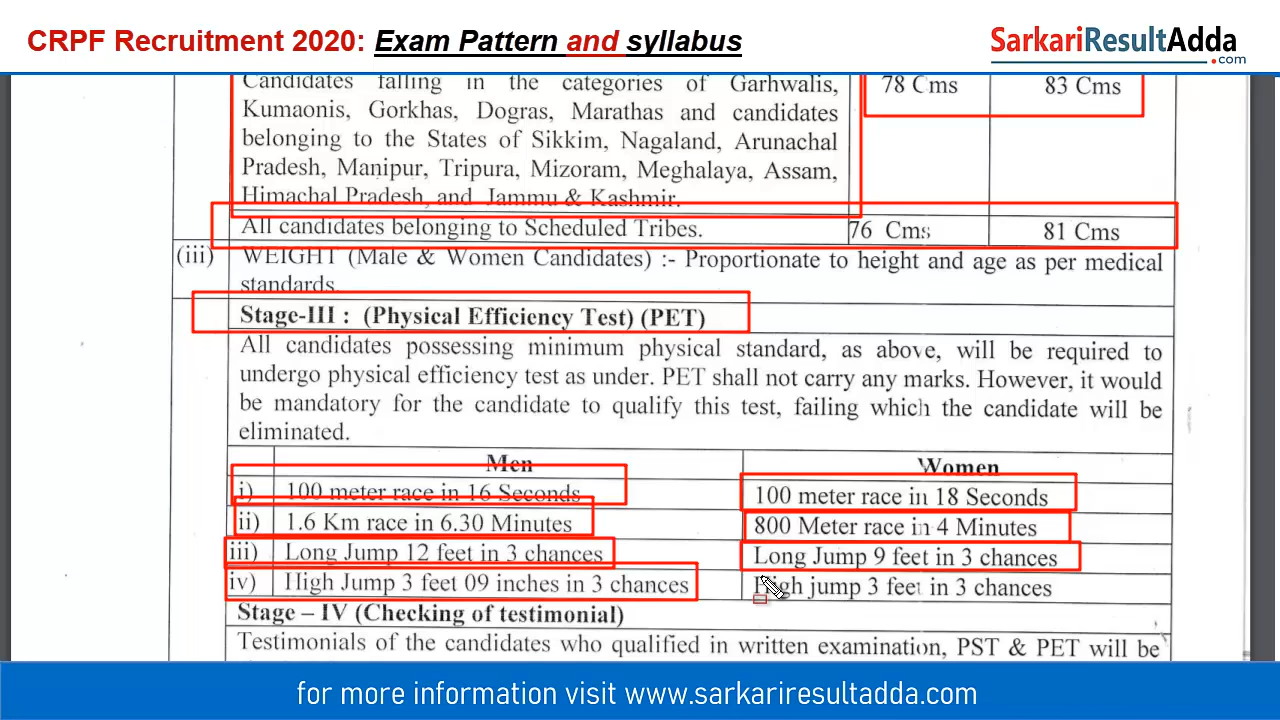 CRPF Recruitment 2020: Exam Pattern and syllabus
SarkariResultAdda
.com
Candidates falling in the categories of Garhwalis, 78 Cms 83 Cms
Kumaonis, Gorkhas, Dogras, Marathas and candidates
belonging to the States of Sikkim, Nagaland, Arunachal
Pradesh, Manipur, Tripura, Mizoram, Meghalaya, Assam,
Himachal Pradesh, and Jammu & Kashmir.
All candidates belonging to Scheduled Tribes. 76 Cms 81 Cms
(iii) WEIGHT (Male & Women Candidates) :- Proportionate to height and age as per medical
standards.
Stage-III : (Physical Efficiency Test) (PET)
All candidates possessing minimum physical standard, as above, will be required to
undergo physical efficiency test as under. PET shall not carry any marks. However, it would
be mandatory for the candidate to qualify this test, failing which the candidate will be
eliminated.
Men Women
i) 100 meter race in 16 Seconds 100 meter race in 18 Seconds
ii) 1.6 Km race in 6.30 Minutes 800 Meter race in 4 Minutes
iii) Long Jump 12 feet in 3 chances Long Jump 9 feet in 3 chances
iv) High Jump 3 feet 09 inches in 3 chances High jump 3 feet in 3 chances
Stage – IV (Checking of testimonial)
Testimonials of the candidates who qualified in written examination, PST & PET will be
for more information visit www.sarkariresultadda.com